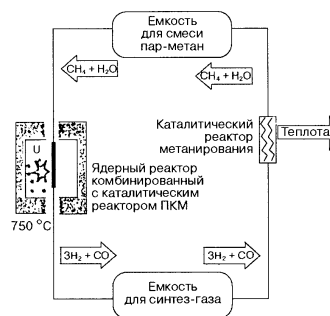 Емкость
для смеси
пар-метан
CH₄ + H₂O
CH₄ + H₂O
Каталитический
реактор
метанирования
Теплота
U
Ядерный реактор
комбинированный
с каталитическим
реактором ПКМ
750 °C
3H₂ + CO
3H₂ + CO
Емкость
для синтез-газа